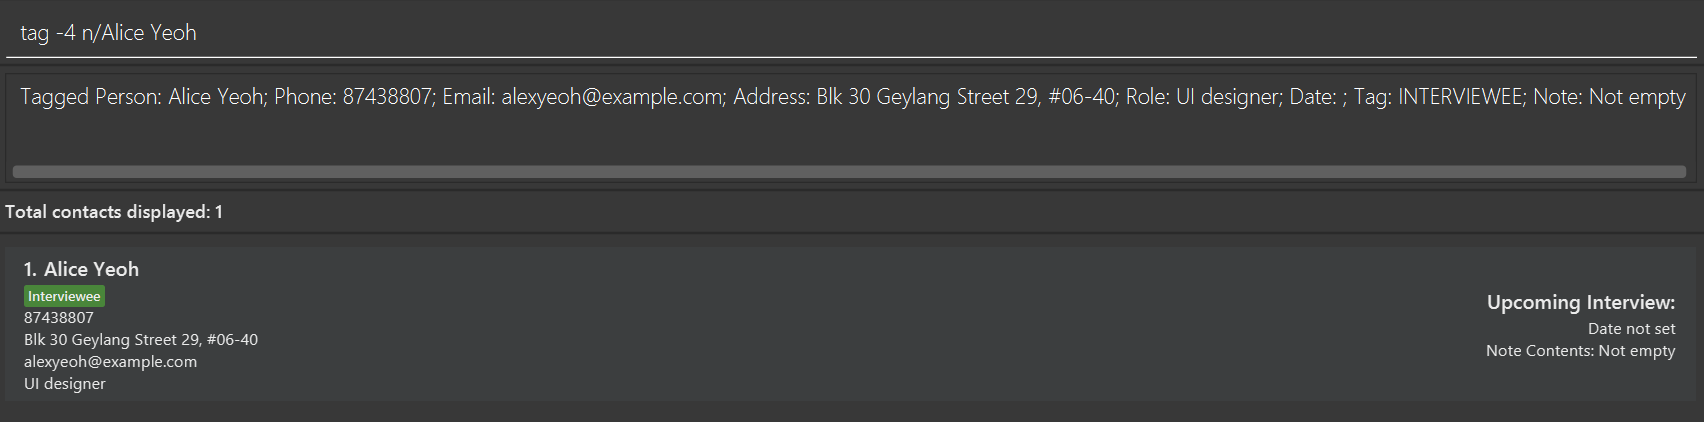 tag -4 n/Alice Yeoh
Tagged Person: Alice Yeoh; Phone: 87438807; Email: alexyeoh@example.com; Address: Blk 30 Geylang Street 29, #06-40; Role: UI designer; Date: ; Tag: INTERVIEWEE; Note: Not empty
Total contacts displayed: 1
1. Alice Yeoh
Interviewee
87438807
Blk 30 Geylang Street 29, #06-40
alexyeoh@example.com
UI designer
Upcoming Interview:
Date not set
Note Contents: Not empty